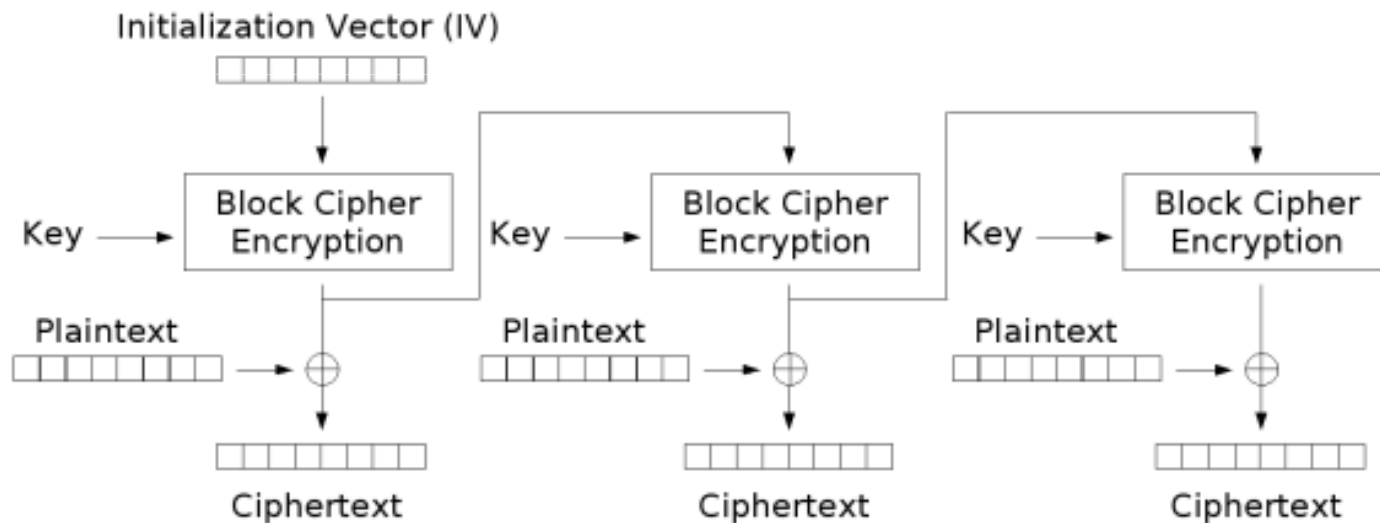 Initialization Vector (IV)
Block Cipher
Encryption
Key
Plaintext
Ciphertext
Block Cipher
Encryption
Key
Plaintext
Ciphertext
Block Cipher
Encryption
Key
Plaintext
Ciphertext